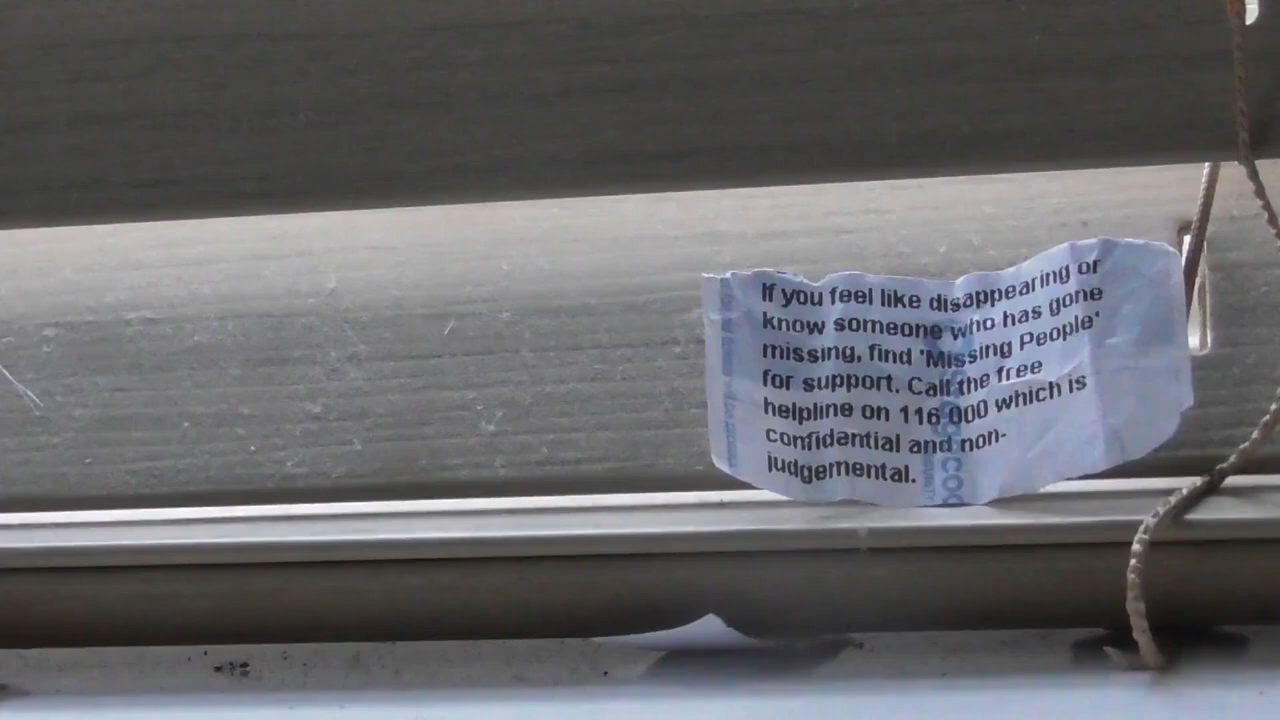 If you feel like disappearing or
know someone who has gone
missing, find 'Missing People'
for support. Call the free
helpline on 116 000 which is
confidential and non-
judgemental.